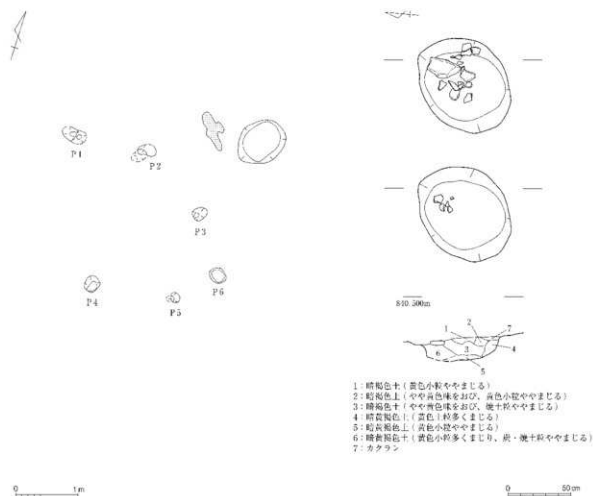 P1
P2
P3
P4
P5
P6
0 1m
840.500m
1
2
7
6
3
4
5
1：暗褐色土（黄色小粒ややまじる）
2：暗褐色土（やや黄色味をおび、黄色小粒ややまじる）
3：暗褐色土（やや黄色味をおび、焼土粒ややまじる）
4：暗黄褐色土（黄色土粒多くまじる）
5：暗黄褐色土（黄色小粒ややまじる）
6：暗黄褐色土（黄色小粒多くまじり、炭・焼土粒ややまじる）
7：カクラン
0 50cm